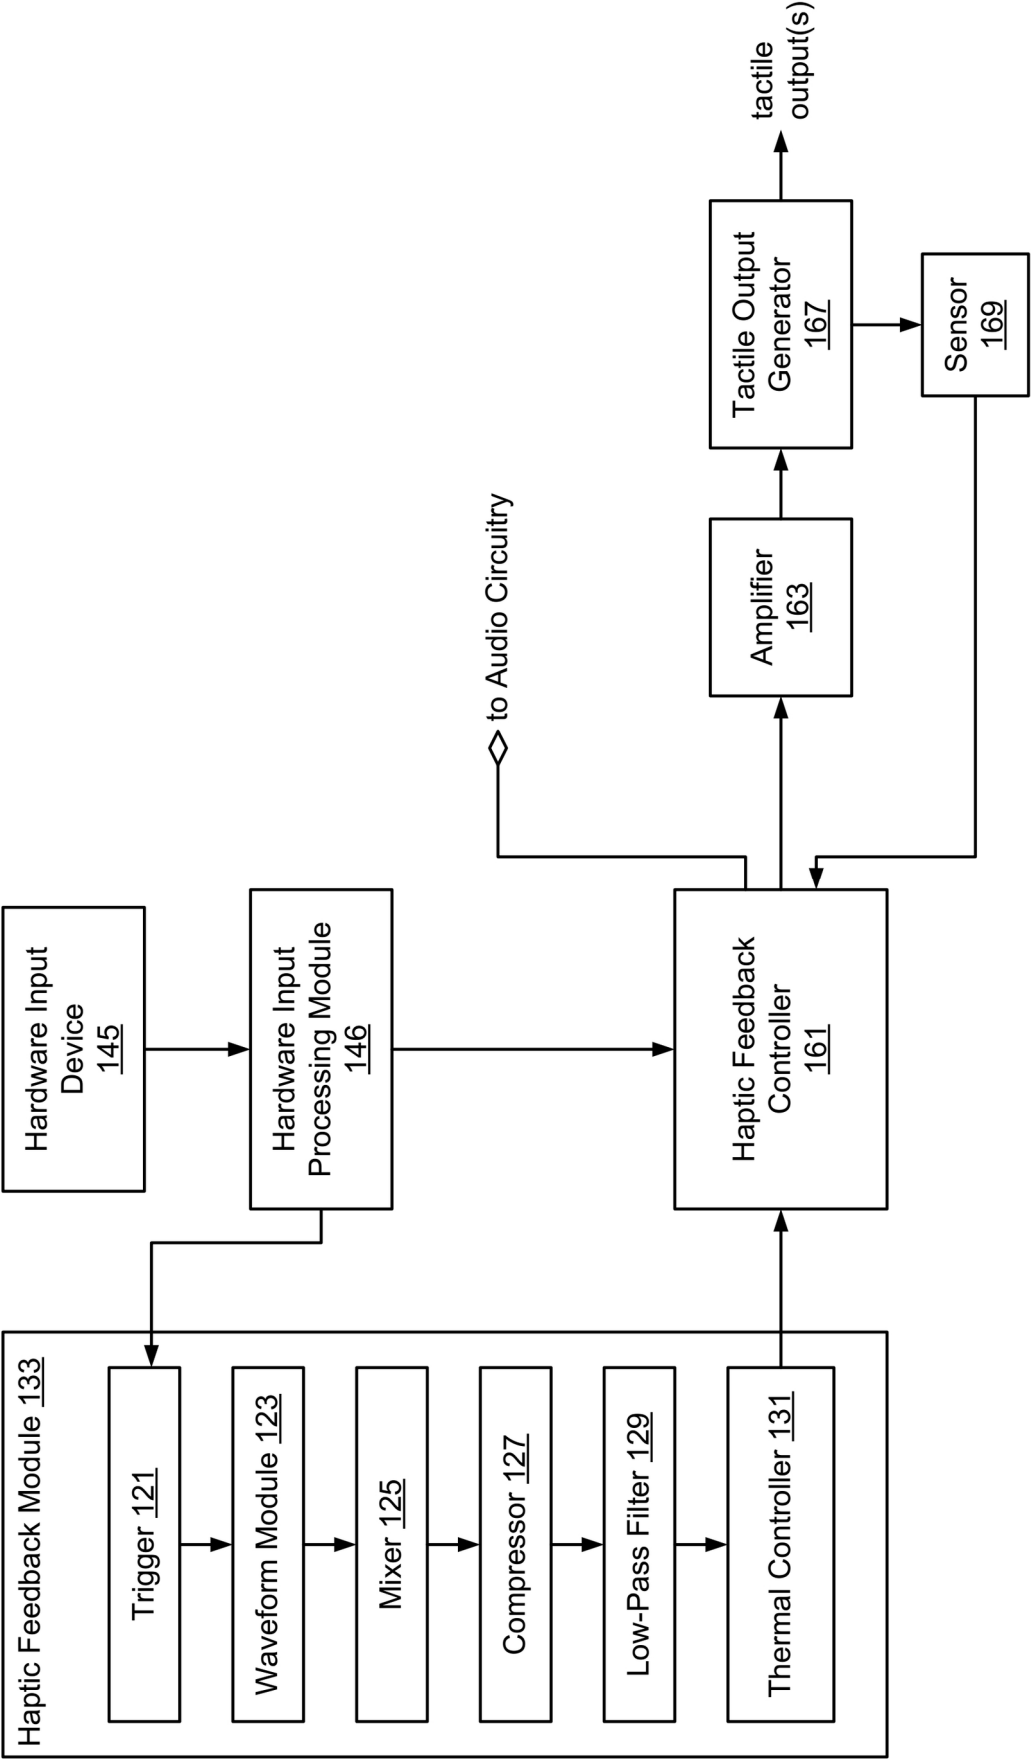 Haptic Feedback Module 133
Trigger 121
Waveform Module 123
Mixer 125
Compressor 127
Low-Pass Filter 129
Thermal Controller 131
Hardware Input
Device
145
Hardware Input
Processing Module
146
Haptic Feedback
Controller
161
to Audio Circuitry
Amplifier
163
Tactile Output
Generator
167
Sensor
169
tactile
output(s)